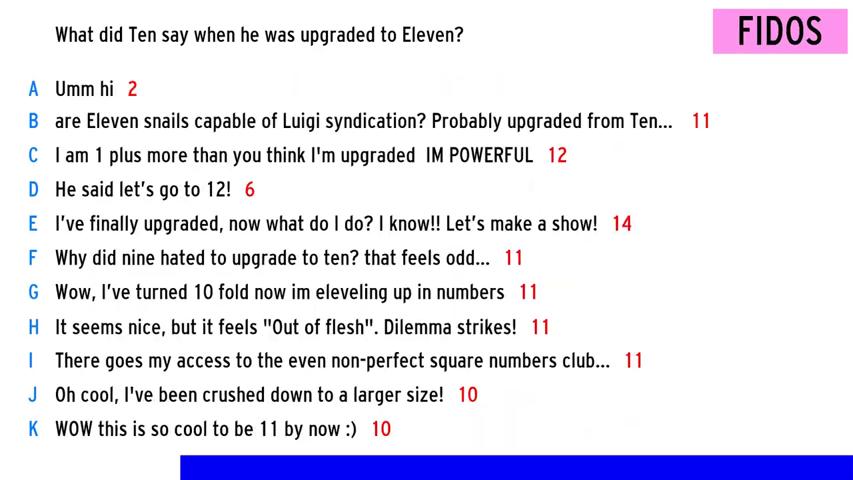 What did Ten say when he was upgraded to Eleven?
FIDOS
A Umm hi 2
B are Eleven snails capable of Luigi syndication? Probably upgraded from Ten... 11
C I am 1 plus more than you think I'm upgraded IM POWERFUL 12
D He said let's go to 12! 6
E I've finally upgraded, now what do I do? I know!! Let's make a show! 14
F Why did nine hated to upgrade to ten? that feels odd... 11
G Wow, I've turned 10 fold now im eleveling up in numbers 11
H It seems nice, but it feels "Out of flesh". Dilemma strikes! 11
I There goes my access to the even non-perfect square numbers club... 11
J Oh cool, I've been crushed down to a larger size! 10
K WOW this is so cool to be 11 by now :) 10